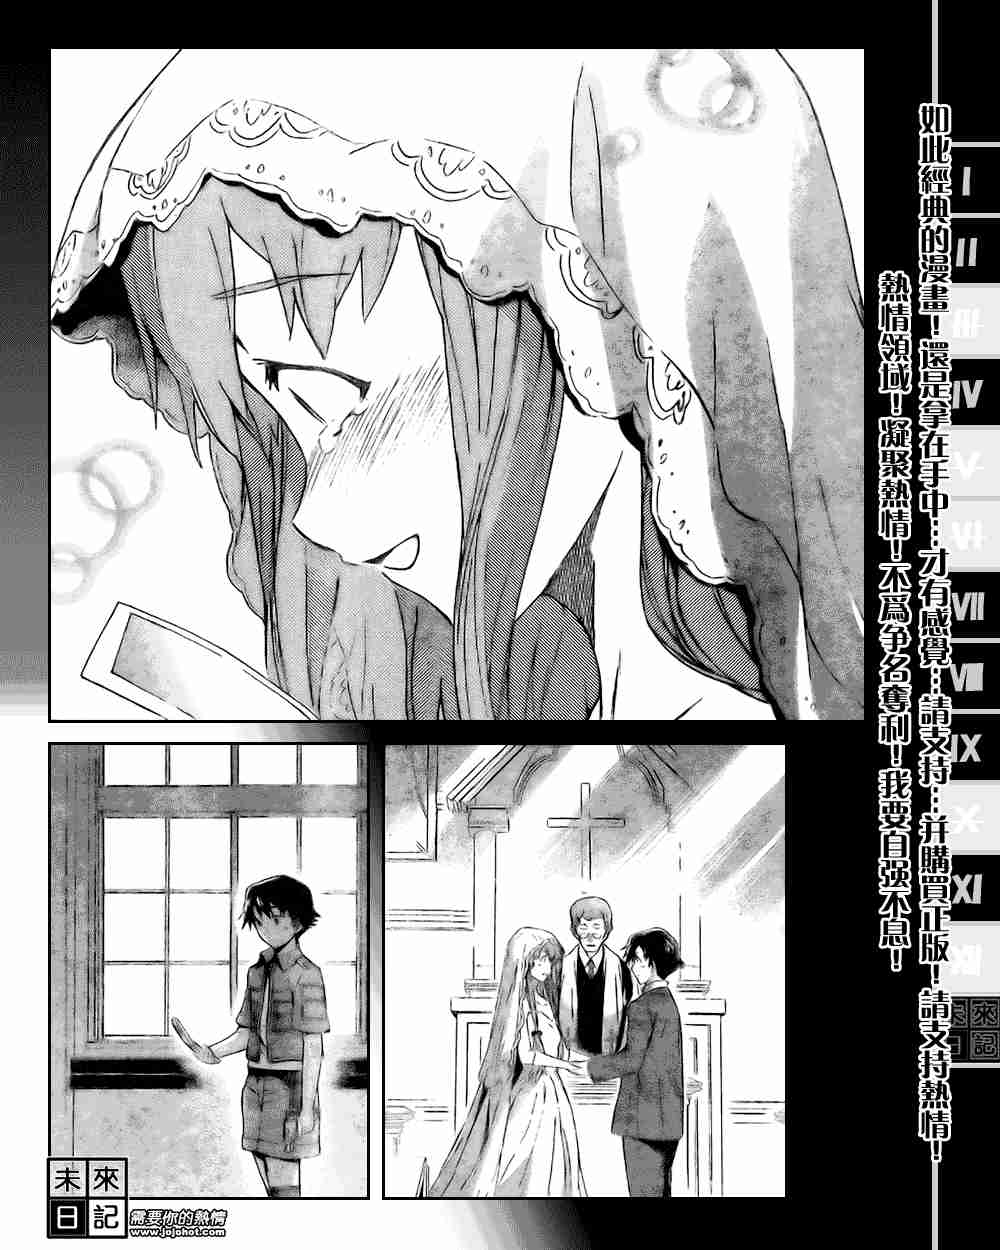 如此經典的漫畫！還是拿在手中…才有感覺…請支持…并購買正版！請支持熱情！
熱情領域！凝聚熱情！不爲争名奪利！我要自强不息！
I
II
III
IV
V
VI
VII
VIII
IX
X
XI
XII
未來
日記
未來
日記
需要你的熱情
www.jojohot.com